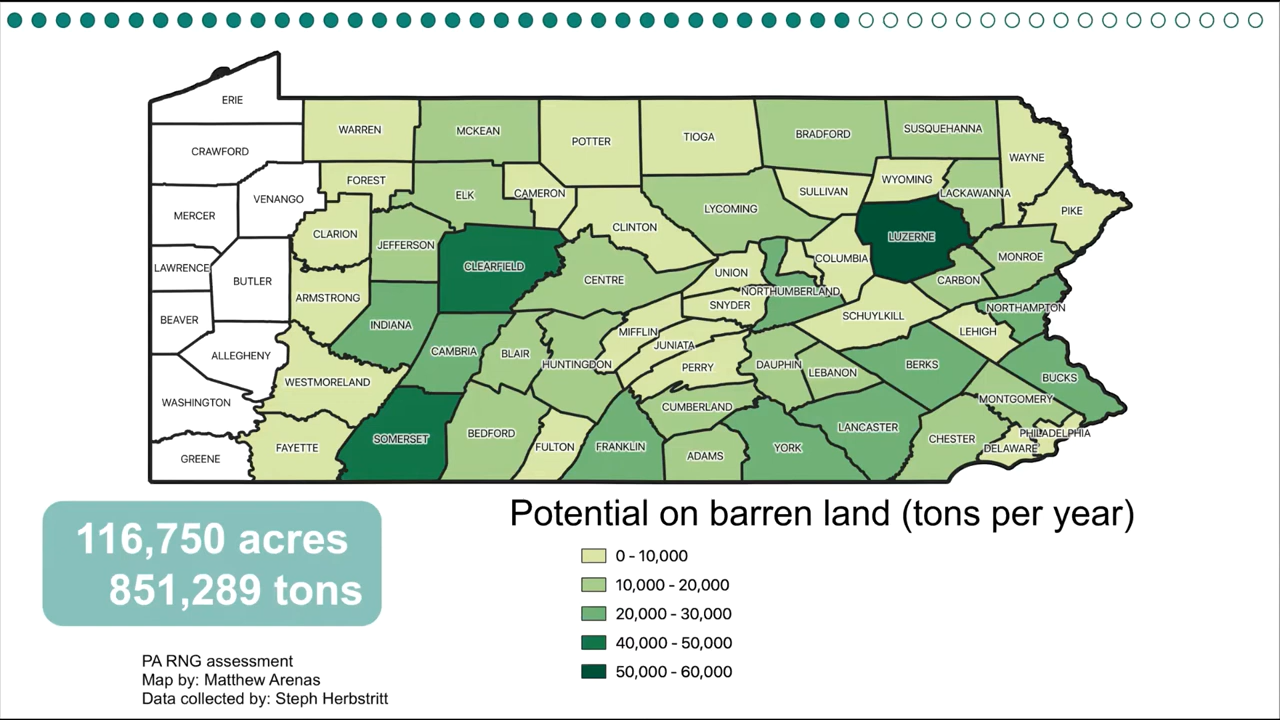 ERIE
WARREN
MCKEAN
POTTER
TIOGA
BRADFORD
SUSQUEHANNA
CRAWFORD
WAYNE
FOREST
ELK
CAMERON
SULLIVAN
WYOMING
LACKAWANNA
VENANGO
MERCER
LYCOMING
PIKE
CLARION
JEFFERSON
CLINTON
LUZERNE
LAWRENCE
BUTLER
CLEARFIELD
CENTRE
UNION
COLUMBIA
MONROE
CARBON
ARMSTRONG
NORTHUMBERLAND
SNYDER
NORTHAMPTON
BEAVER
INDIANA
MIFFLIN
SCHUYLKILL
LEHIGH
ALLEGHENY
CAMBRIA
BLAIR
HUNTINGDON
JUNIATA
PERRY
DAUPHIN
LEBANON
BERKS
BUCKS
WESTMORELAND
WASHINGTON
CUMBERLAND
MONTGOMERY
GREENE
FAYETTE
SOMERSET
BEDFORD
FULTON
FRANKLIN
ADAMS
YORK
LANCASTER
CHESTER
DELAWARE
PHILADELPHIA
116,750 acres
851,289 tons
Potential on barren land (tons per year)
0 - 10,000
10,000 - 20,000
20,000 - 30,000
40,000 - 50,000
50,000 - 60,000
PA RNG assessment
Map by: Matthew Arenas
Data collected by: Steph Herbstritt